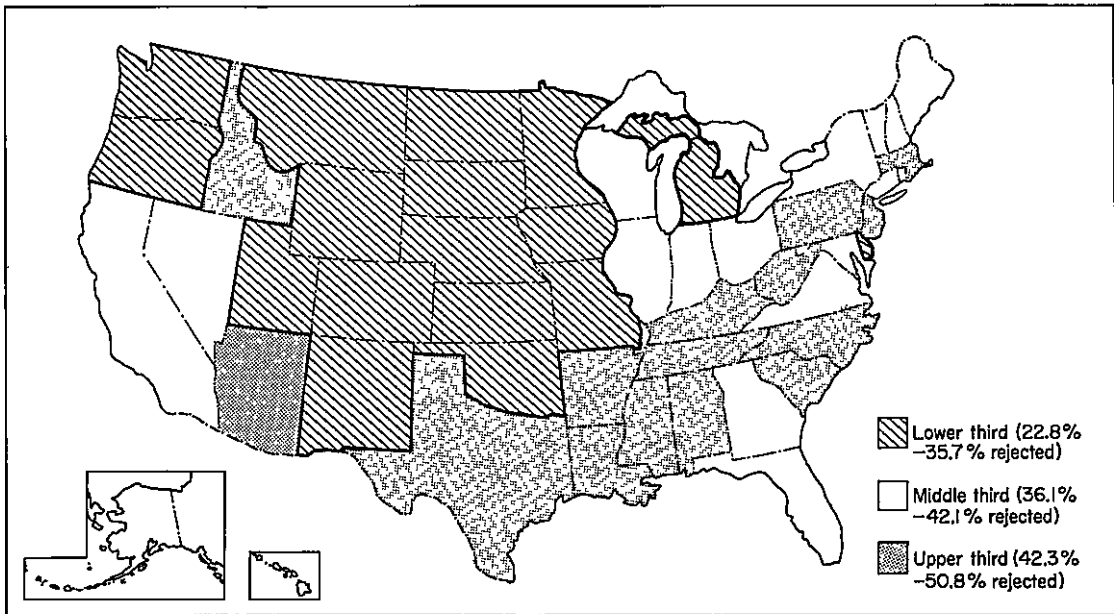 Lower third (22.8%
–35.7% rejected)
Middle third (36.1%
–42.1% rejected)
Upper third (42.3%
–50.8% rejected)